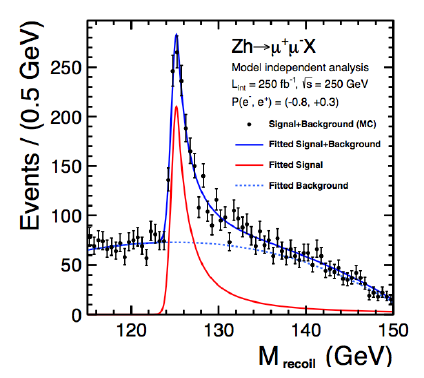 Zh→μ⁺μ⁻X
Model independent analysis
L_int = 250 fb⁻¹, √s = 250 GeV
P(e⁻, e⁺) = (-0.8, +0.3)
Signal+Background (MC)
Fitted Signal+Background
Fitted Signal
Fitted Background
Events / (0.5 GeV)
250
200
150
100
50
0
120 130 140 150
M_recoil (GeV)